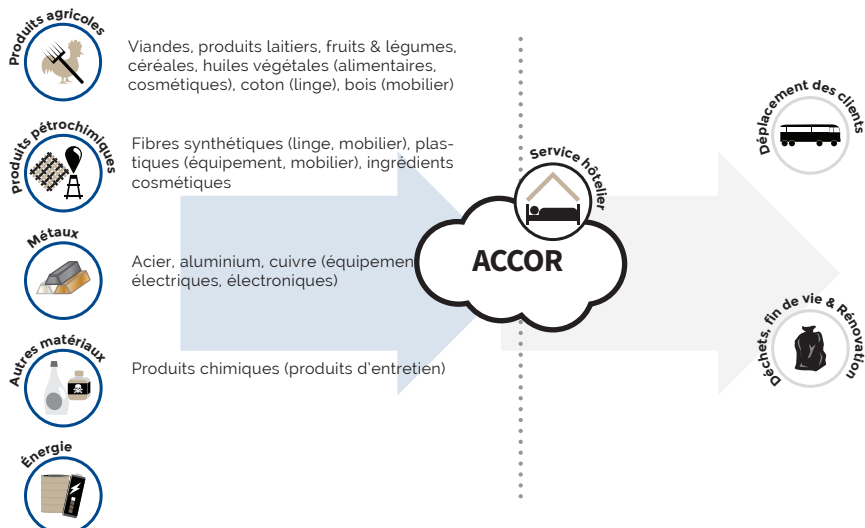 Produits agricoles
Viandes, produits laitiers, fruits & légumes,
céréales, huiles végétales (alimentaires,
cosmétiques), coton (linge), bois (mobilier)
Produits pétrochimiques
Fibres synthétiques (linge, mobilier), plas-
tiques (équipement, mobilier), ingrédients
cosmétiques
Métaux
Acier, aluminium, cuivre (équipemen
électriques, électroniques)
Autres matériaux
Produits chimiques (produits d'entretien)
Énergie
Service hôtelier
ACCOR
Déplacement des clients
Déchets, fin de vie & Rénovation